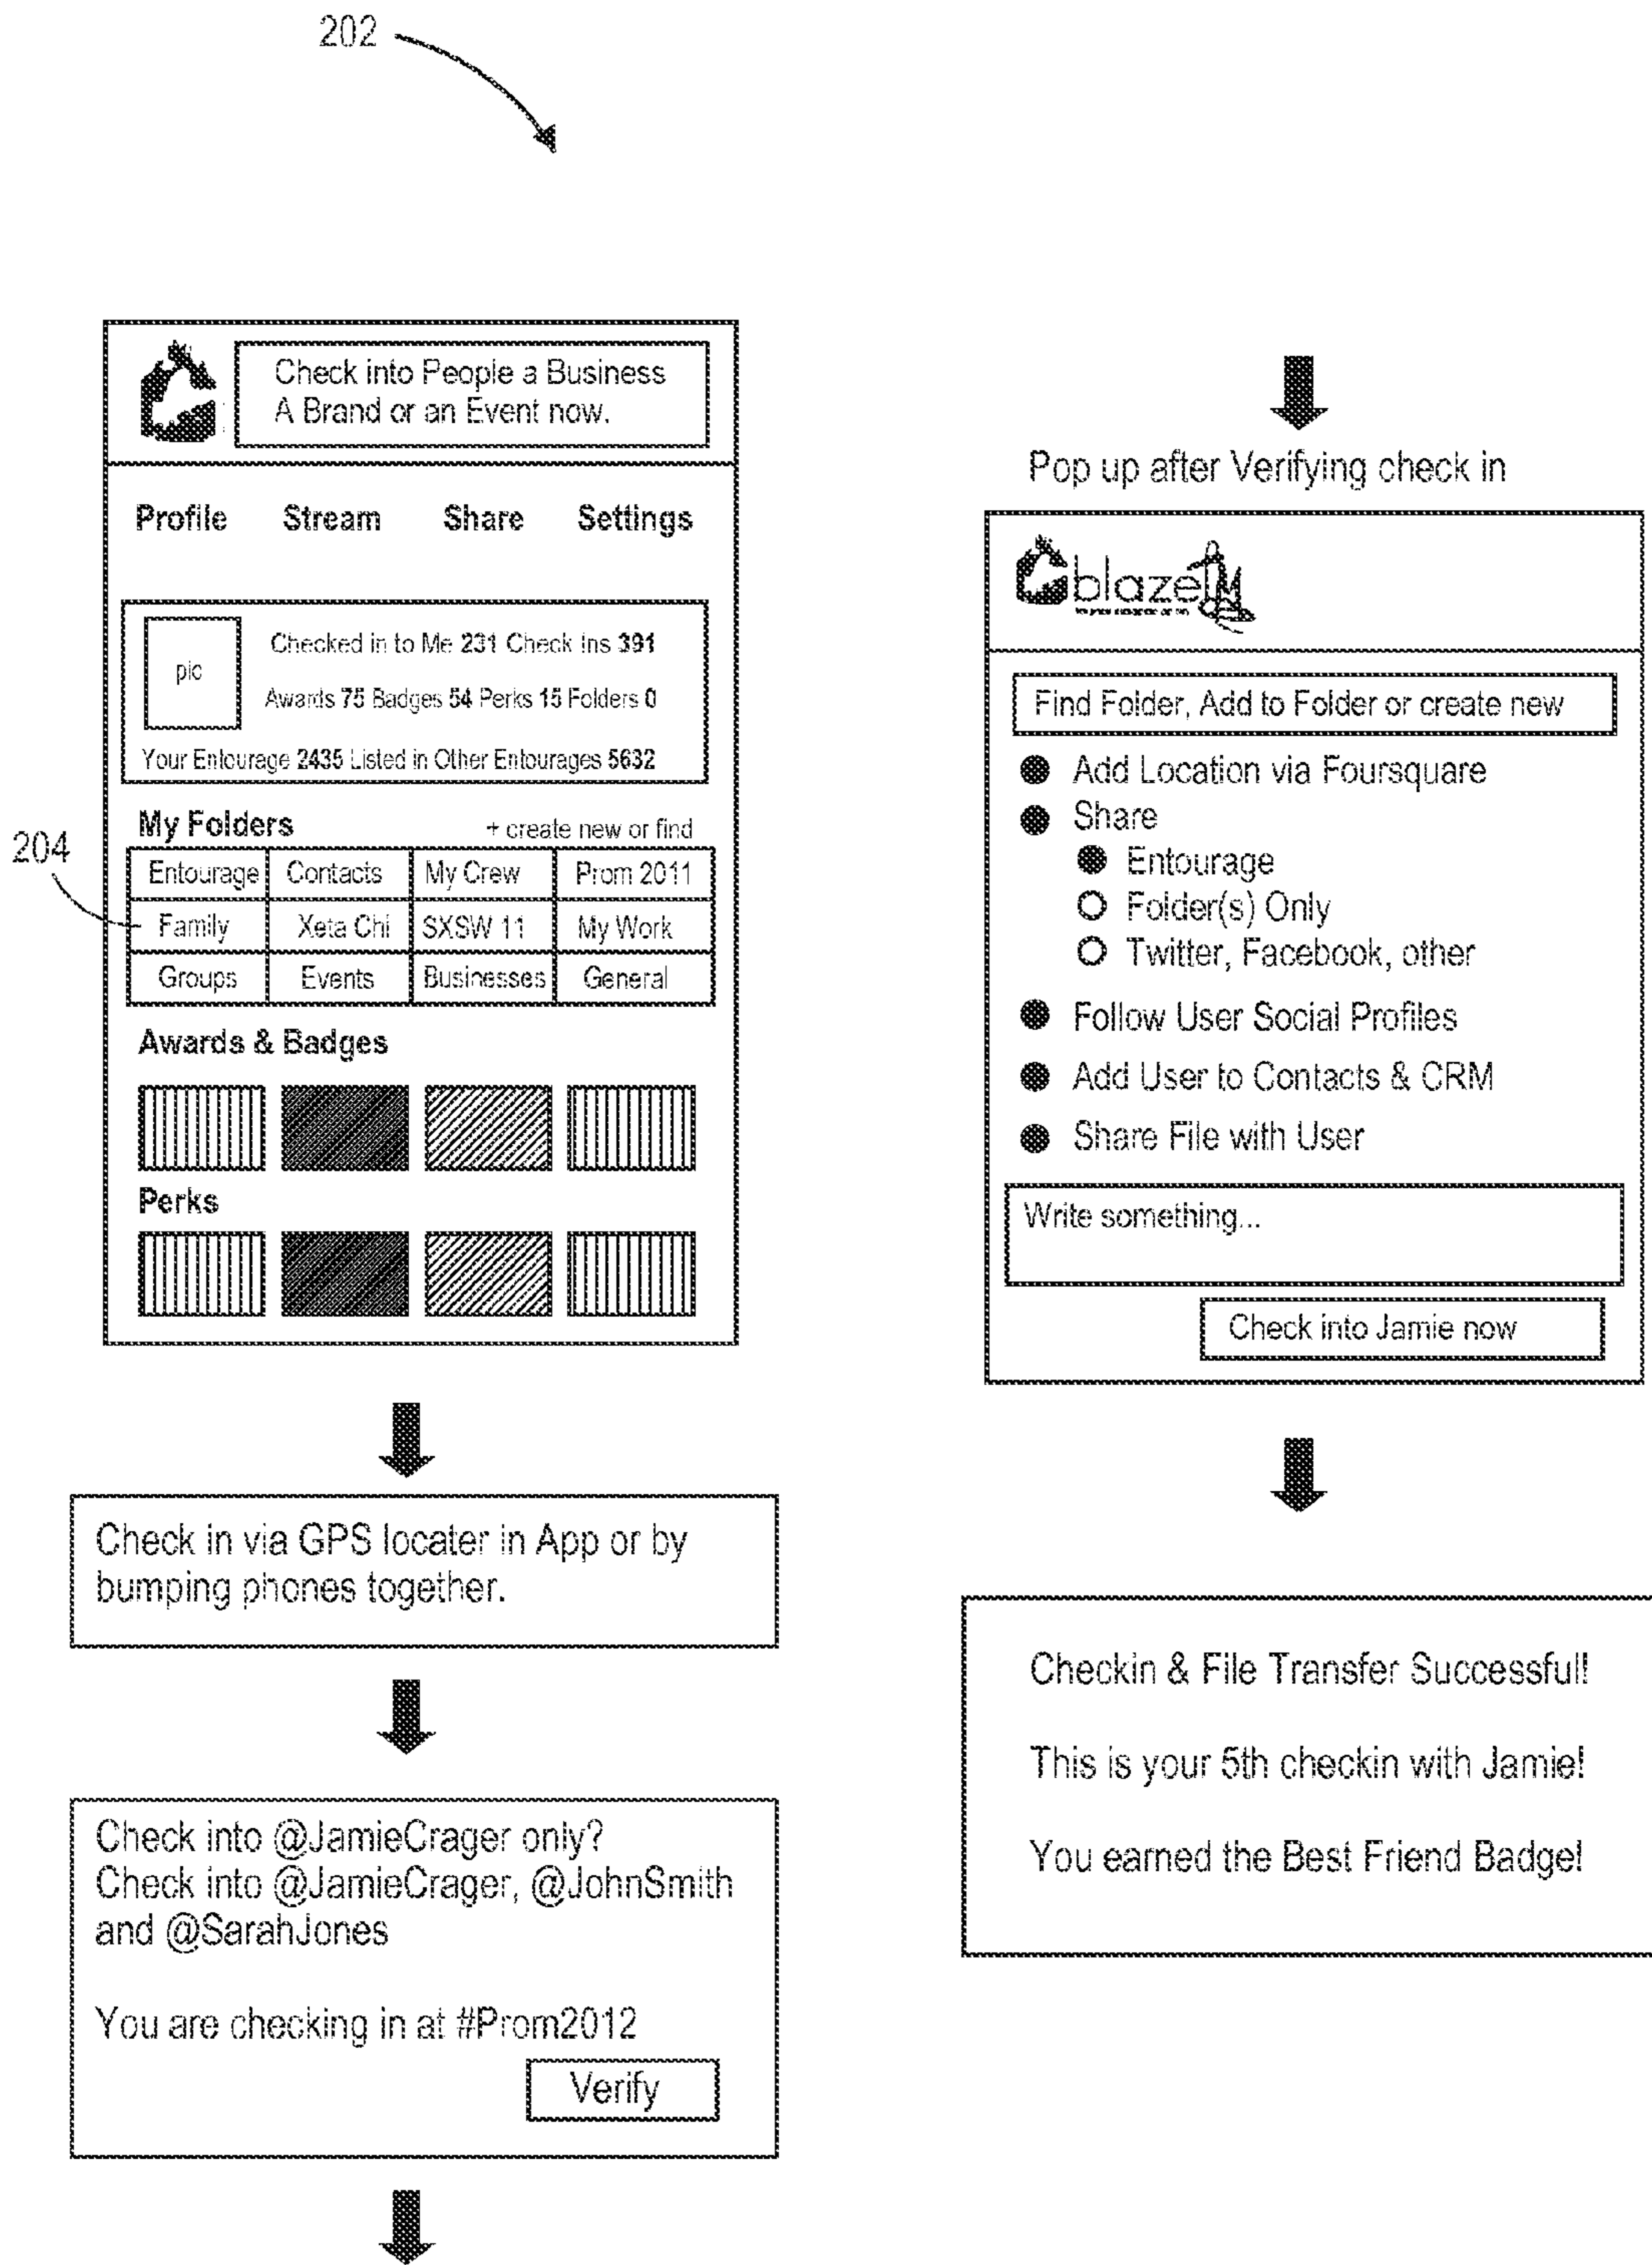 202
Check into People a Business
A Brand or an Event now.
Profile Stream Share Settings
pic
Checked in to Me 231 Check Ins 391
Awards 75 Badges 54 Perks 15 Folders 0
Your Entourage 2435 Listed in Other Entourages 5632
My Folders + create new or find
204
Entourage Contacts My Crew Prom 2011
Family Xeta Chi SXSW 11 My Work
Groups Events Businesses General
Awards & Badges
Perks
Check in via GPS locater in App or by
bumping phones together.
Check into @JamieCrager only?
Check into @JamieCrager, @JohnSmith
and @SarahJones
You are checking in at #Prom2012
Verify
Pop up after Verifying check in
blaze
Find Folder, Add to Folder or create new
Add Location via Foursquare
Share
Entourage
Folder(s) Only
Twitter, Facebook, other
Follow User Social Profiles
Add User to Contacts & CRM
Share File with User
Write something...
Check into Jamie now
Checkin & File Transfer Successful!
This is your 5th checkin with Jamie!
You earned the Best Friend Badge!